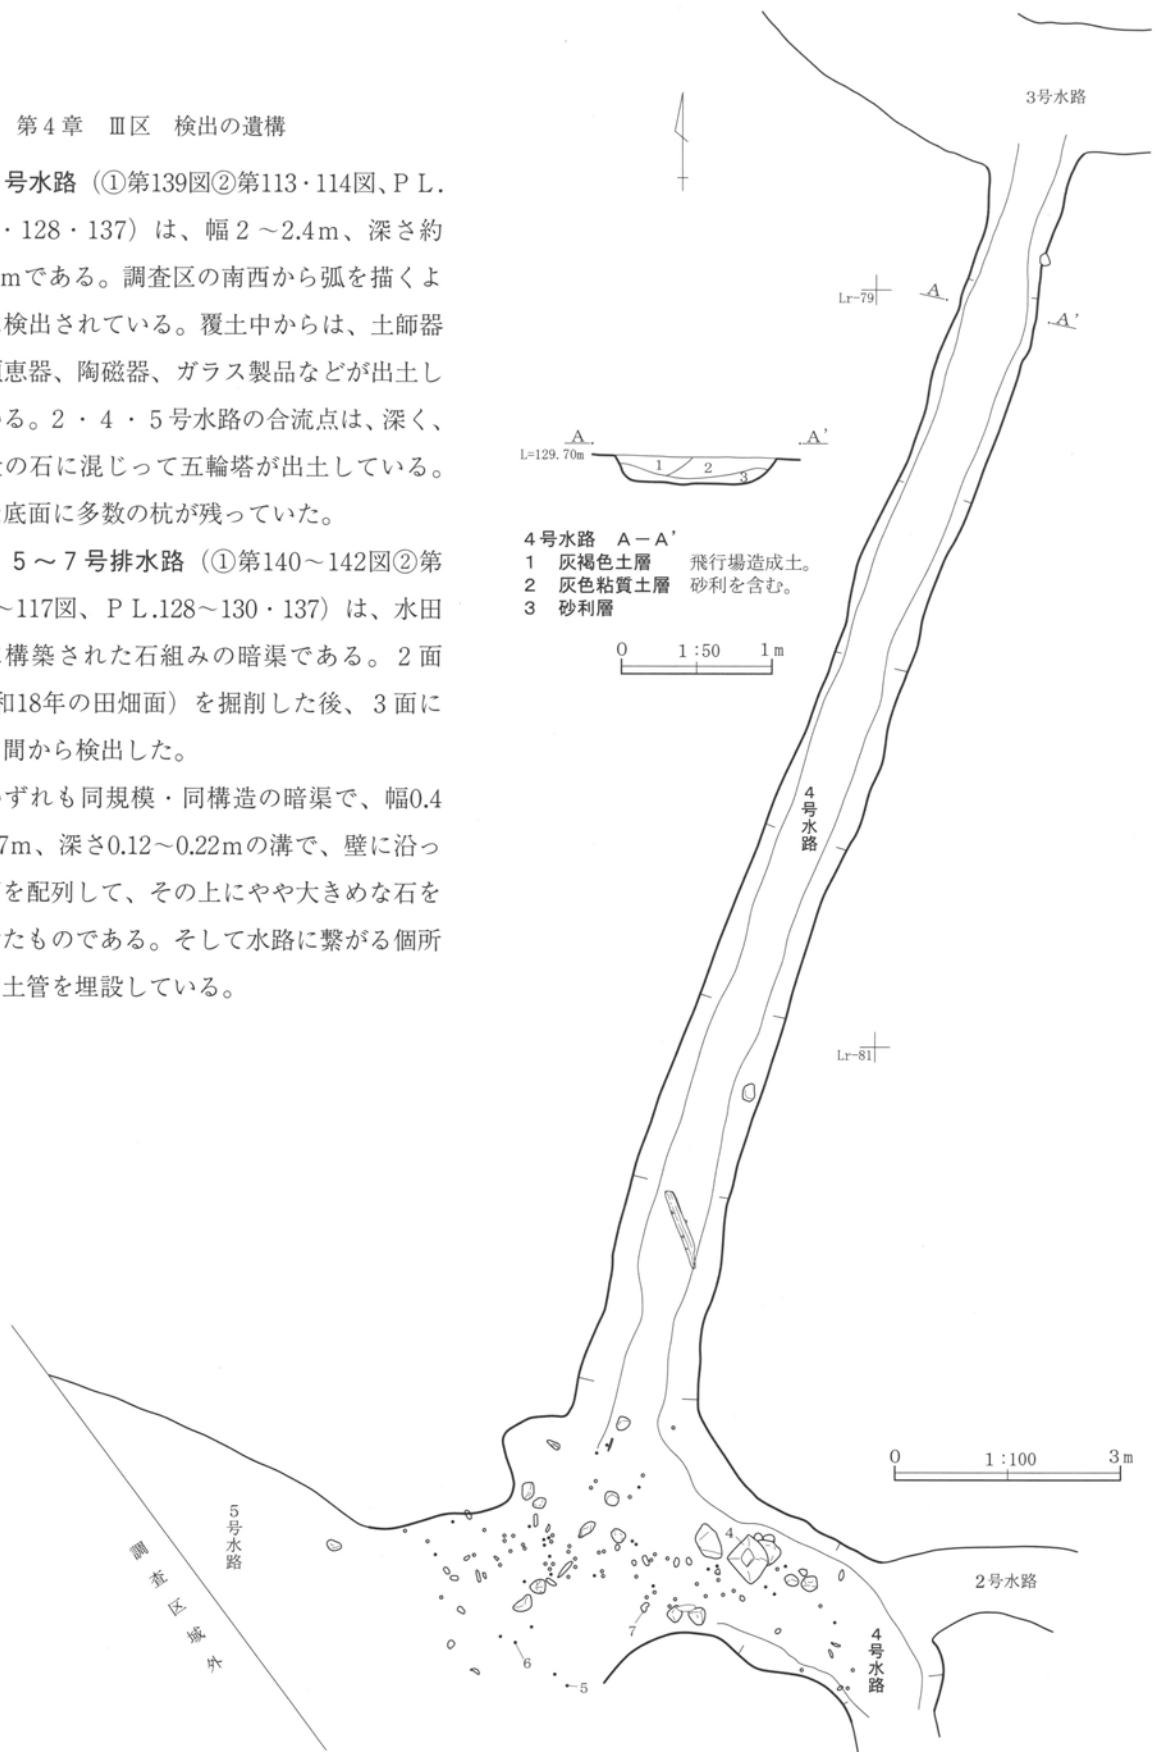 第4章　Ⅲ区　検出の遺構
号水路（①第139図②第113・114図、ＰＬ．
・128・137）は、幅２～2.4ｍ、深さ約
ｍである。調査区の南西から弧を描くよ
検出されている。覆土中からは、土師器
恵器、陶磁器、ガラス製品などが出土し
る。２・４・５号水路の合流点は、深く、
の石に混じって五輪塔が出土している。
底面に多数の杭が残っていた。
５～７号排水路（①第140～142図②第
～117図、ＰＬ.128～130・137）は、水田
構築された石組みの暗渠である。２面
和18年の田畑面）を掘削した後、３面に
間から検出した。
ずれも同規模・同構造の暗渠で、幅0.4
7ｍ、深さ0.12～0.22ｍの溝で、壁に沿っ
を配列して、その上にやや大きめな石を
たものである。そして水路に繋がる個所
土管を埋設している。
3号水路
Lr-79
A
A'
A
A'
L=129.70m
1
2
3
4号水路　A－A'
1　灰褐色土層　飛行場造成土。
2　灰色粘質土層　砂利を含む。
3　砂利層
0　1:50　1m
4号水路
Lr-81
0　1:100　3m
5号水路
調査区域外
4
2号水路
7
4号水路
6
5